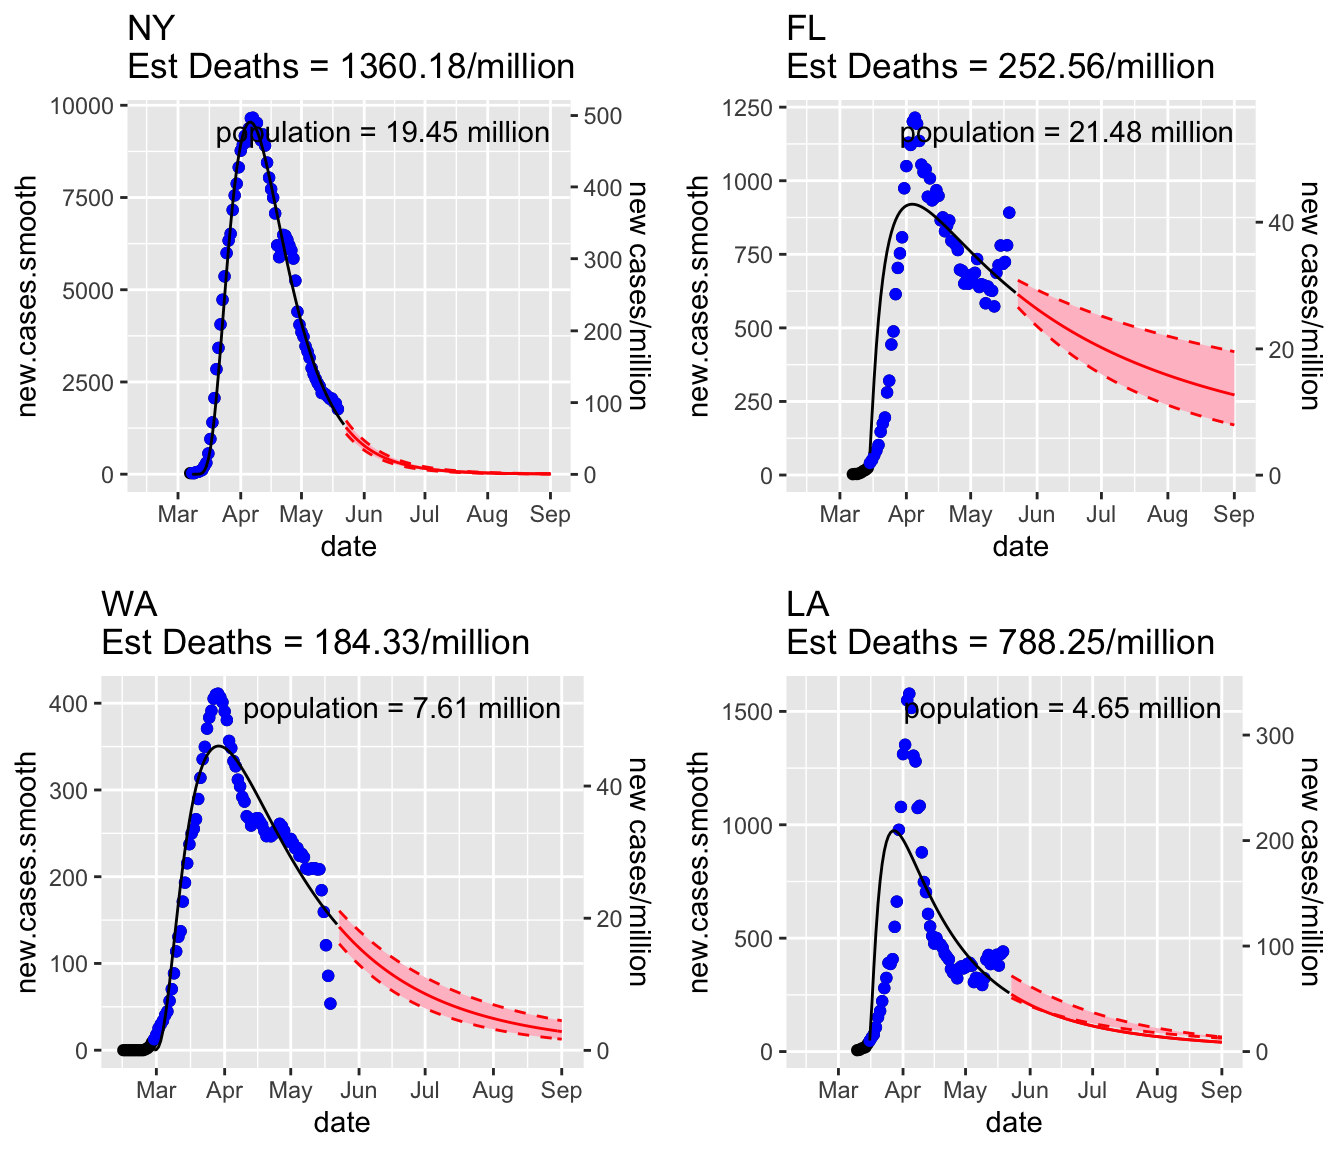 NY
Est Deaths = 1360.18/million
population = 19.45 million
10000
7500
5000
2500
0
500
400
300
200
100
0
new.cases.smooth
new cases/million
Mar Apr May Jun Jul Aug Sep
date
FL
Est Deaths = 252.56/million
population = 21.48 million
1250
1000
750
500
250
0
40
20
0
new.cases.smooth
new cases/million
Mar Apr May Jun Jul Aug Sep
date
WA
Est Deaths = 184.33/million
population = 7.61 million
400
300
200
100
0
40
20
0
new.cases.smooth
new cases/million
Mar Apr May Jun Jul Aug Sep
date
LA
Est Deaths = 788.25/million
population = 4.65 million
1500
1000
500
0
300
200
100
0
new.cases.smooth
new cases/million
Mar Apr May Jun Jul Aug Sep
date